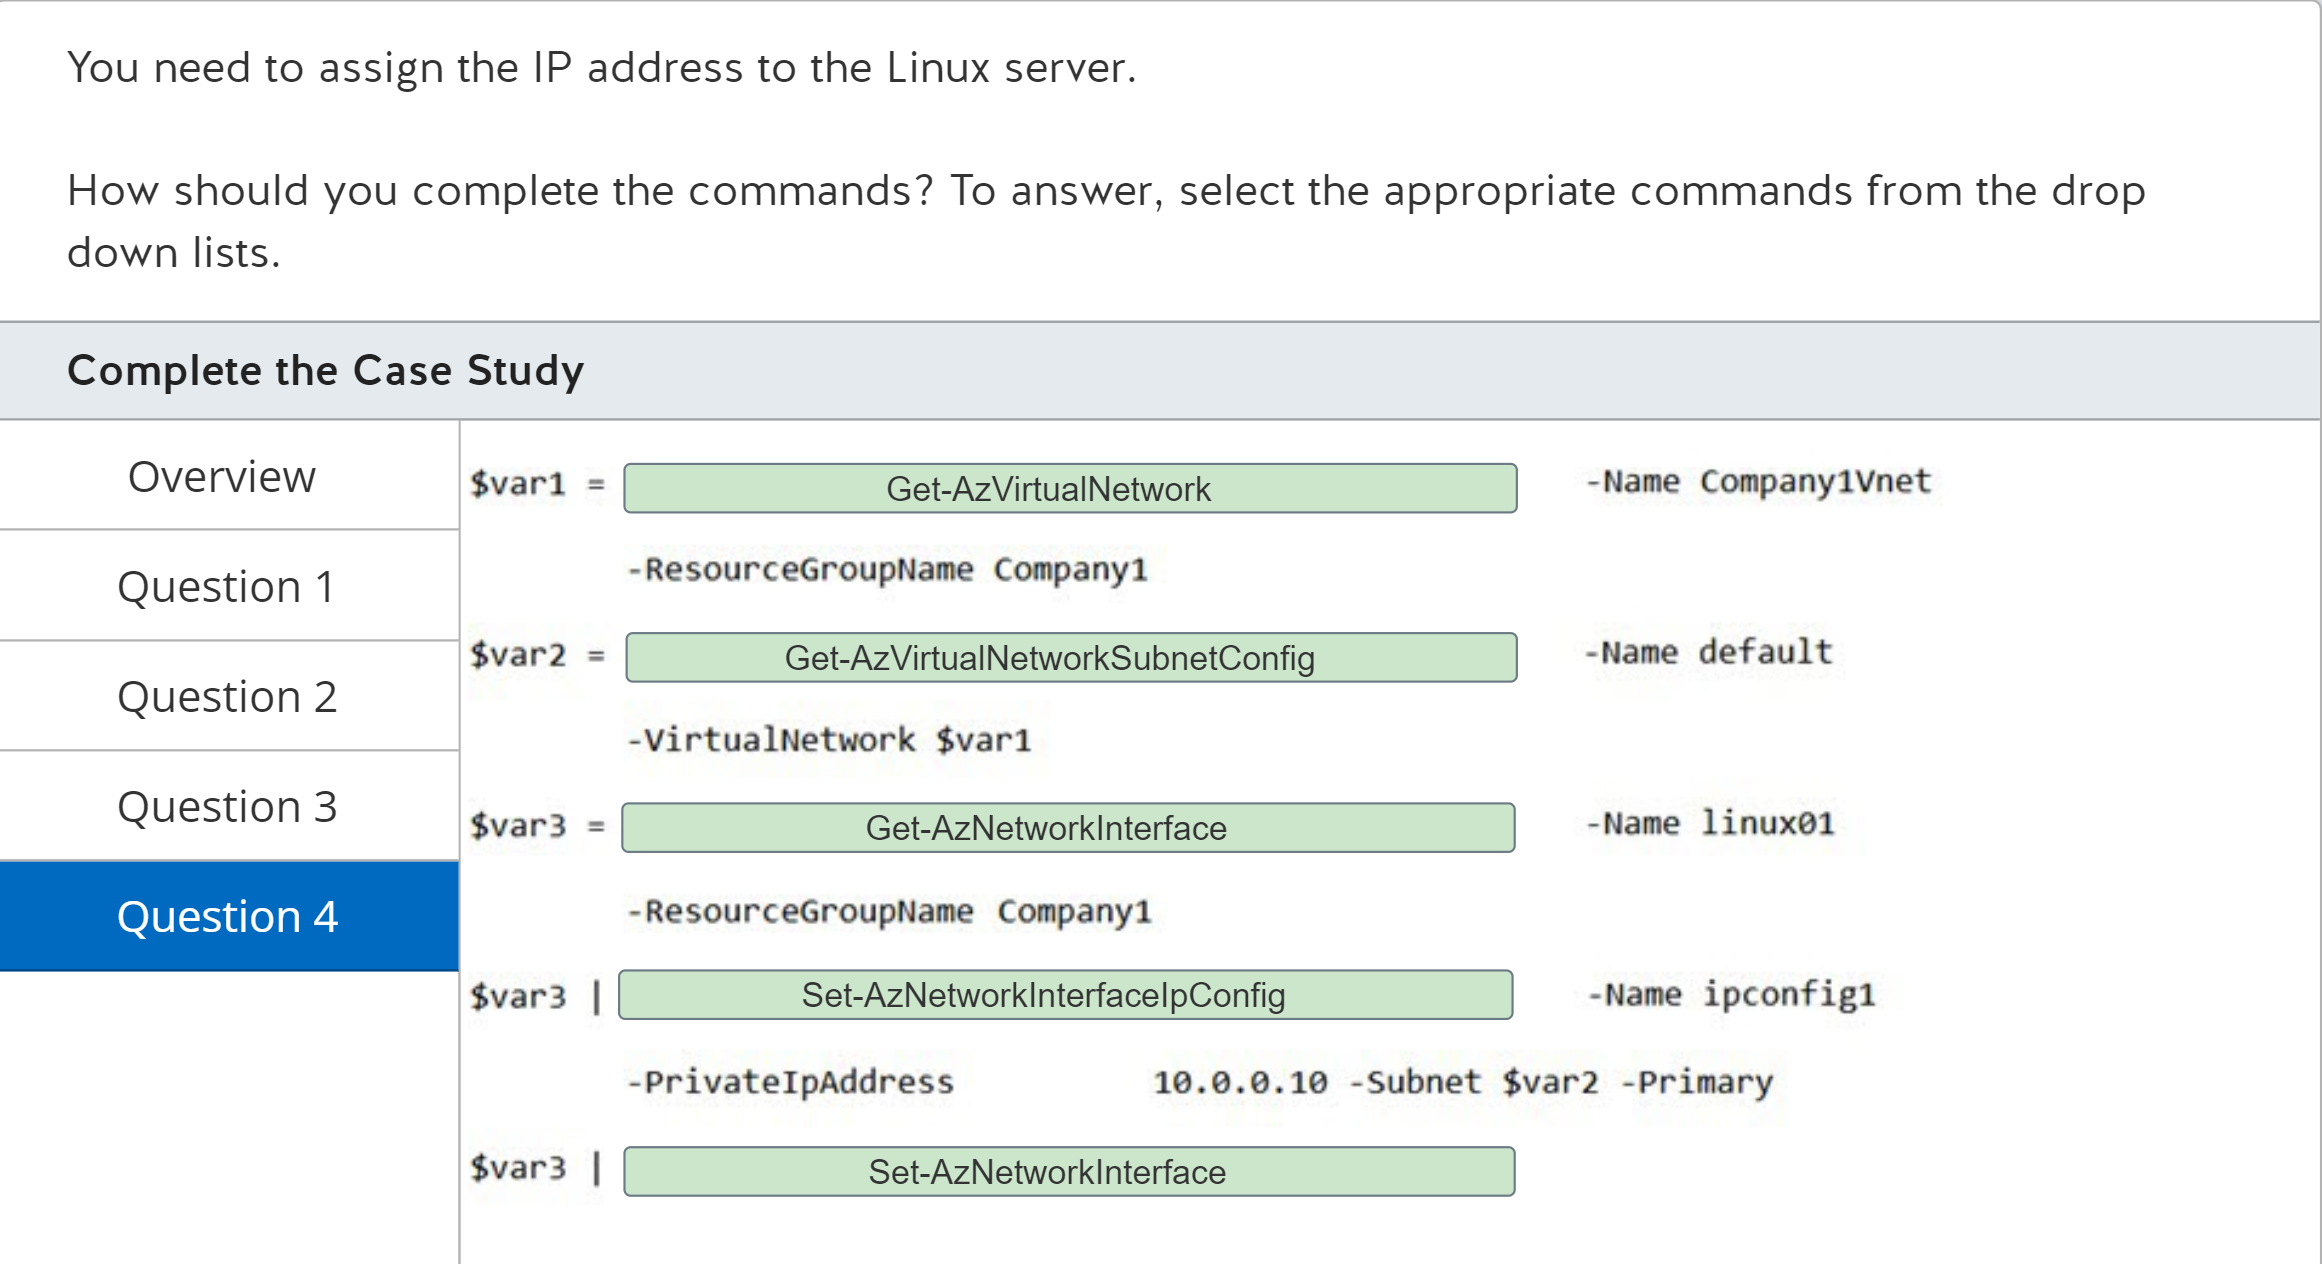 You need to assign the IP address to the Linux server.
How should you complete the commands? To answer, select the appropriate commands from the drop
down lists.
Complete the Case Study
Overview
Question 1
Question 2
Question 3
Question 4
$var1 = Get-AzVirtualNetwork -Name Company1Vnet
-ResourceGroupName Company1
$var2 = Get-AzVirtualNetworkSubnetConfig -Name default
-VirtualNetwork $var1
$var3 = Get-AzNetworkInterface -Name linux01
-ResourceGroupName Company1
$var3 | Set-AzNetworkInterfaceIpConfig -Name ipconfig1
-PrivateIpAddress 10.0.0.10 -Subnet $var2 -Primary
$var3 | Set-AzNetworkInterface